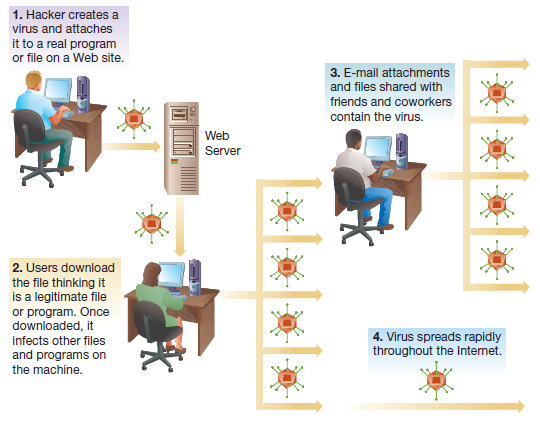 1. Hacker creates a
virus and attaches
it to a real program
or file on a Web site.
Web
Server
2. Users download
the file thinking it
is a legitimate file
or program. Once
downloaded, it
infects other files
and programs on
the machine.
3. E-mail attachments
and files shared with
friends and coworkers
contain the virus.
4. Virus spreads rapidly
throughout the Internet.